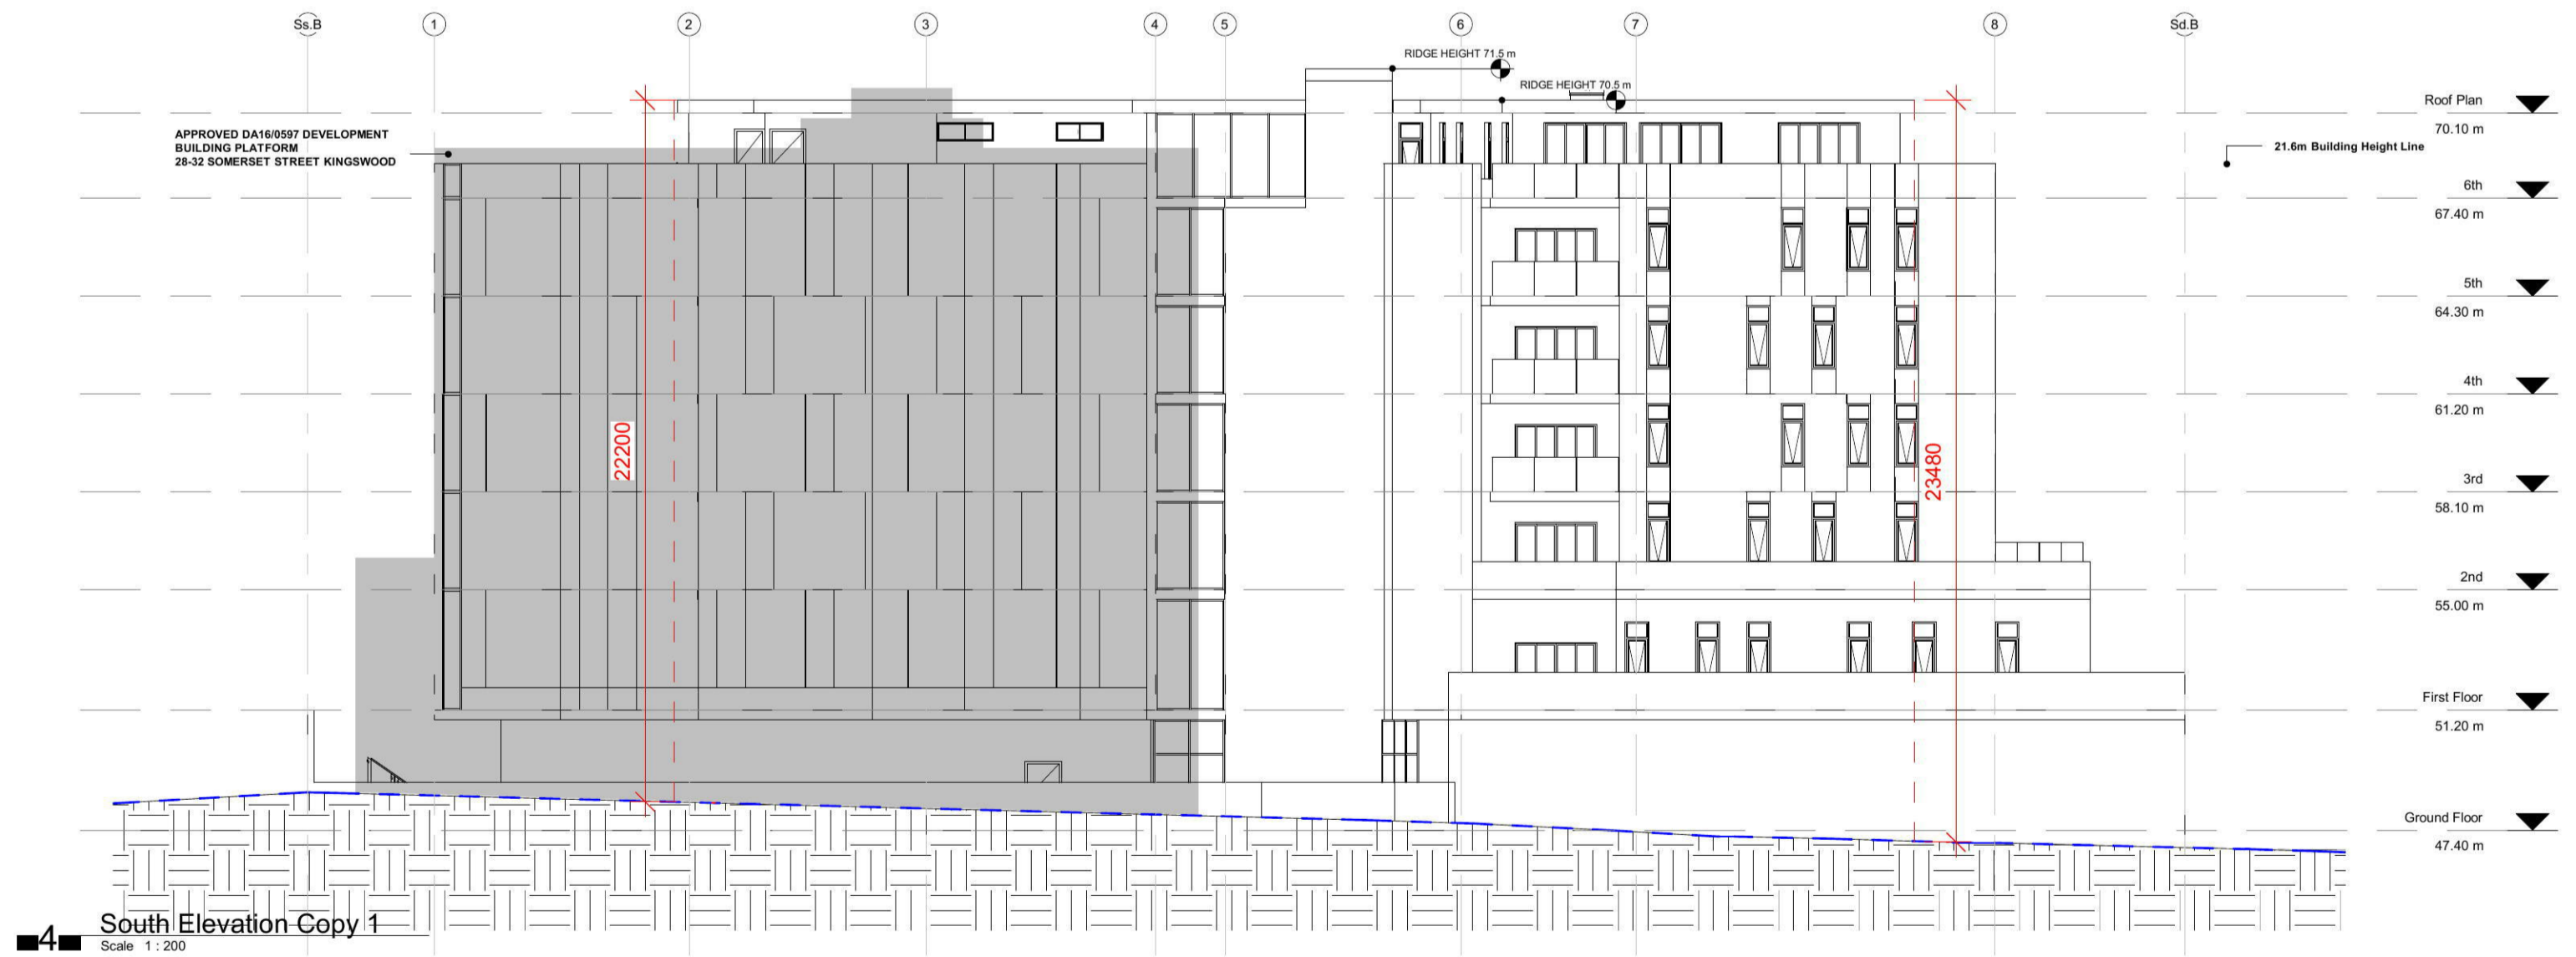 Ss.B
1
2
3
4
5
6
7
8
Sd.B
RIDGE HEIGHT 71.5 m
RIDGE HEIGHT 70.5 m
APPROVED DA16/0597 DEVELOPMENT
BUILDING PLATFORM
28-32 SOMERSET STREET KINGSWOOD
21.6m Building Height Line
Roof Plan
70.10 m
6th
67.40 m
5th
64.30 m
4th
61.20 m
3rd
58.10 m
2nd
55.00 m
First Floor
51.20 m
Ground Floor
47.40 m
22200
23480
4
South Elevation Copy 1
Scale 1 : 200